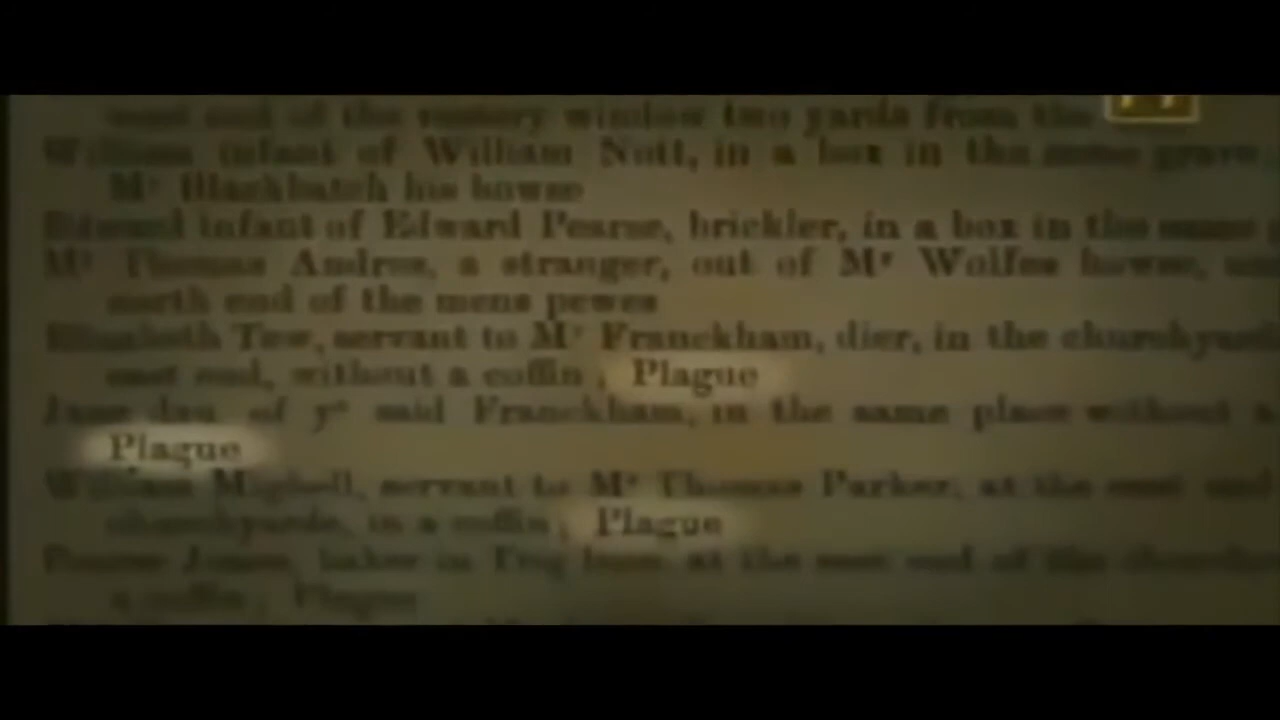 west end of the vestery window two yards from the
William infant of William Nott, in a box in the same grave,
Mr Blackbatch his howse
Edward infant of Edward Pearse, brickler, in a box in the same
Mr Thomas Andros, a stranger, out of Mr Wolfes howse,
north end of the mens pewes
Elizabeth Tew, servant to Mr Franckham, dier, in the churchyard
east end, without a coffin ; Plague
Jane dau. of ye said Franckham, in the same place without a
Plague
William Mighell, servant to Mr Thomas Parker, at the east end
churchyarde, in a coffin ; Plague
Jones, baker in Frog lane, at the east end of the
a coffin ; Plague